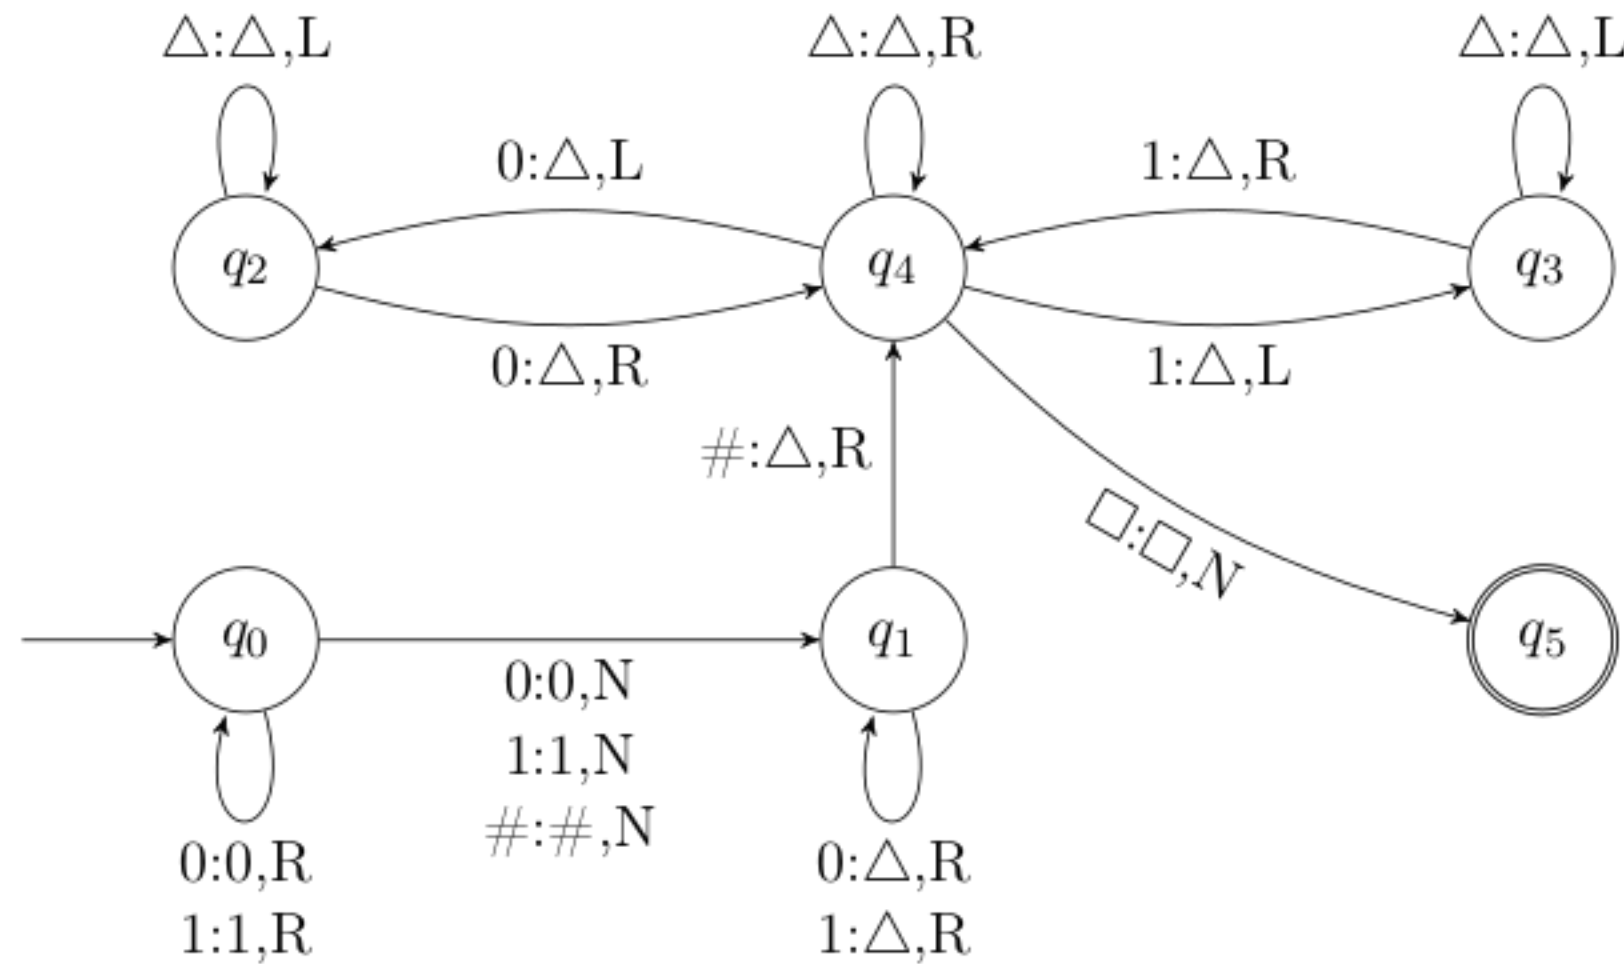 △:△,L
△:△,R
△:△,L
0:△,L
1:△,R
q2
q4
q3
0:△,R
1:△,L
#:△,R
□:□,N
q0
q1
q5
0:0,N
1:1,N
#:#,N
0:0,R
1:1,R
0:△,R
1:△,R